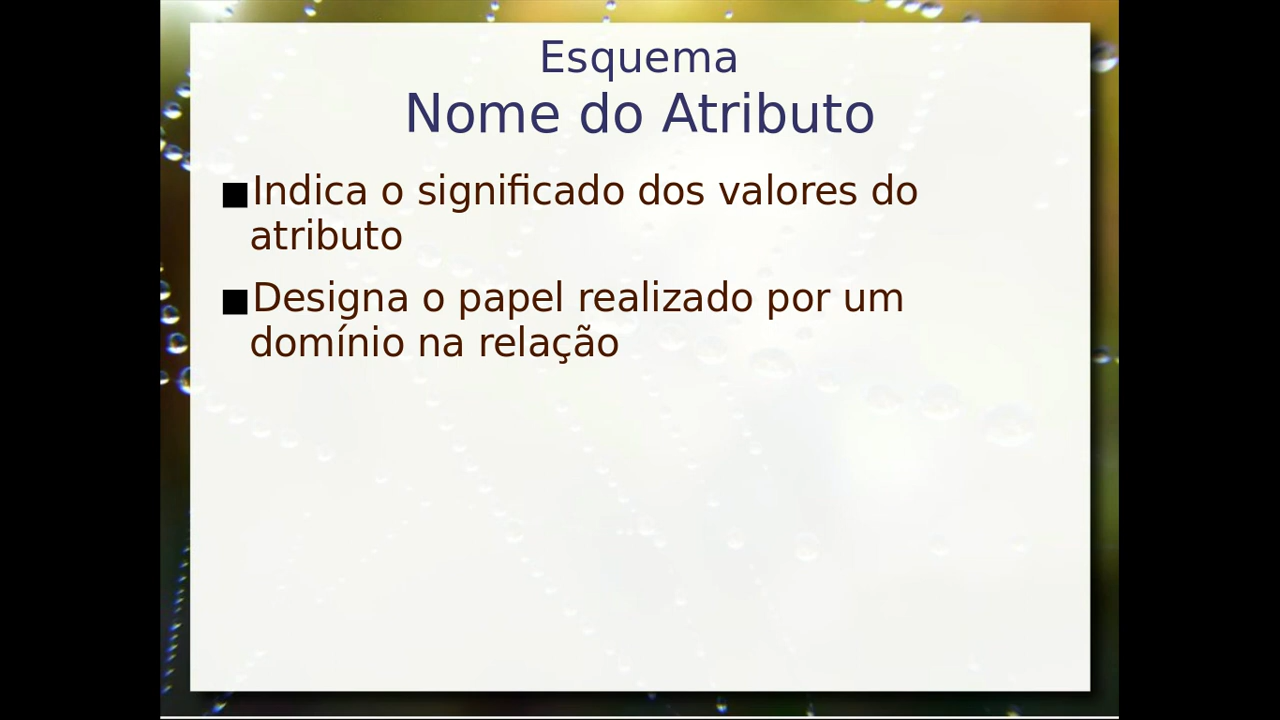 Esquema
Nome do Atributo
■Indica o significado dos valores do
atributo
■Designa o papel realizado por um
domínio na relação